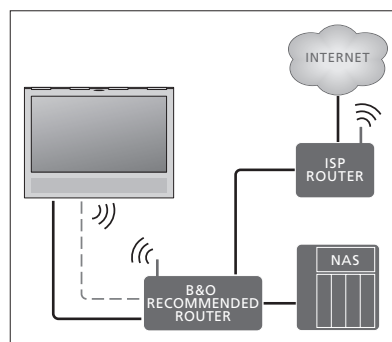 INTERNET
ISP
ROUTER
NAS
B&O
RECOMMENDED
ROUTER